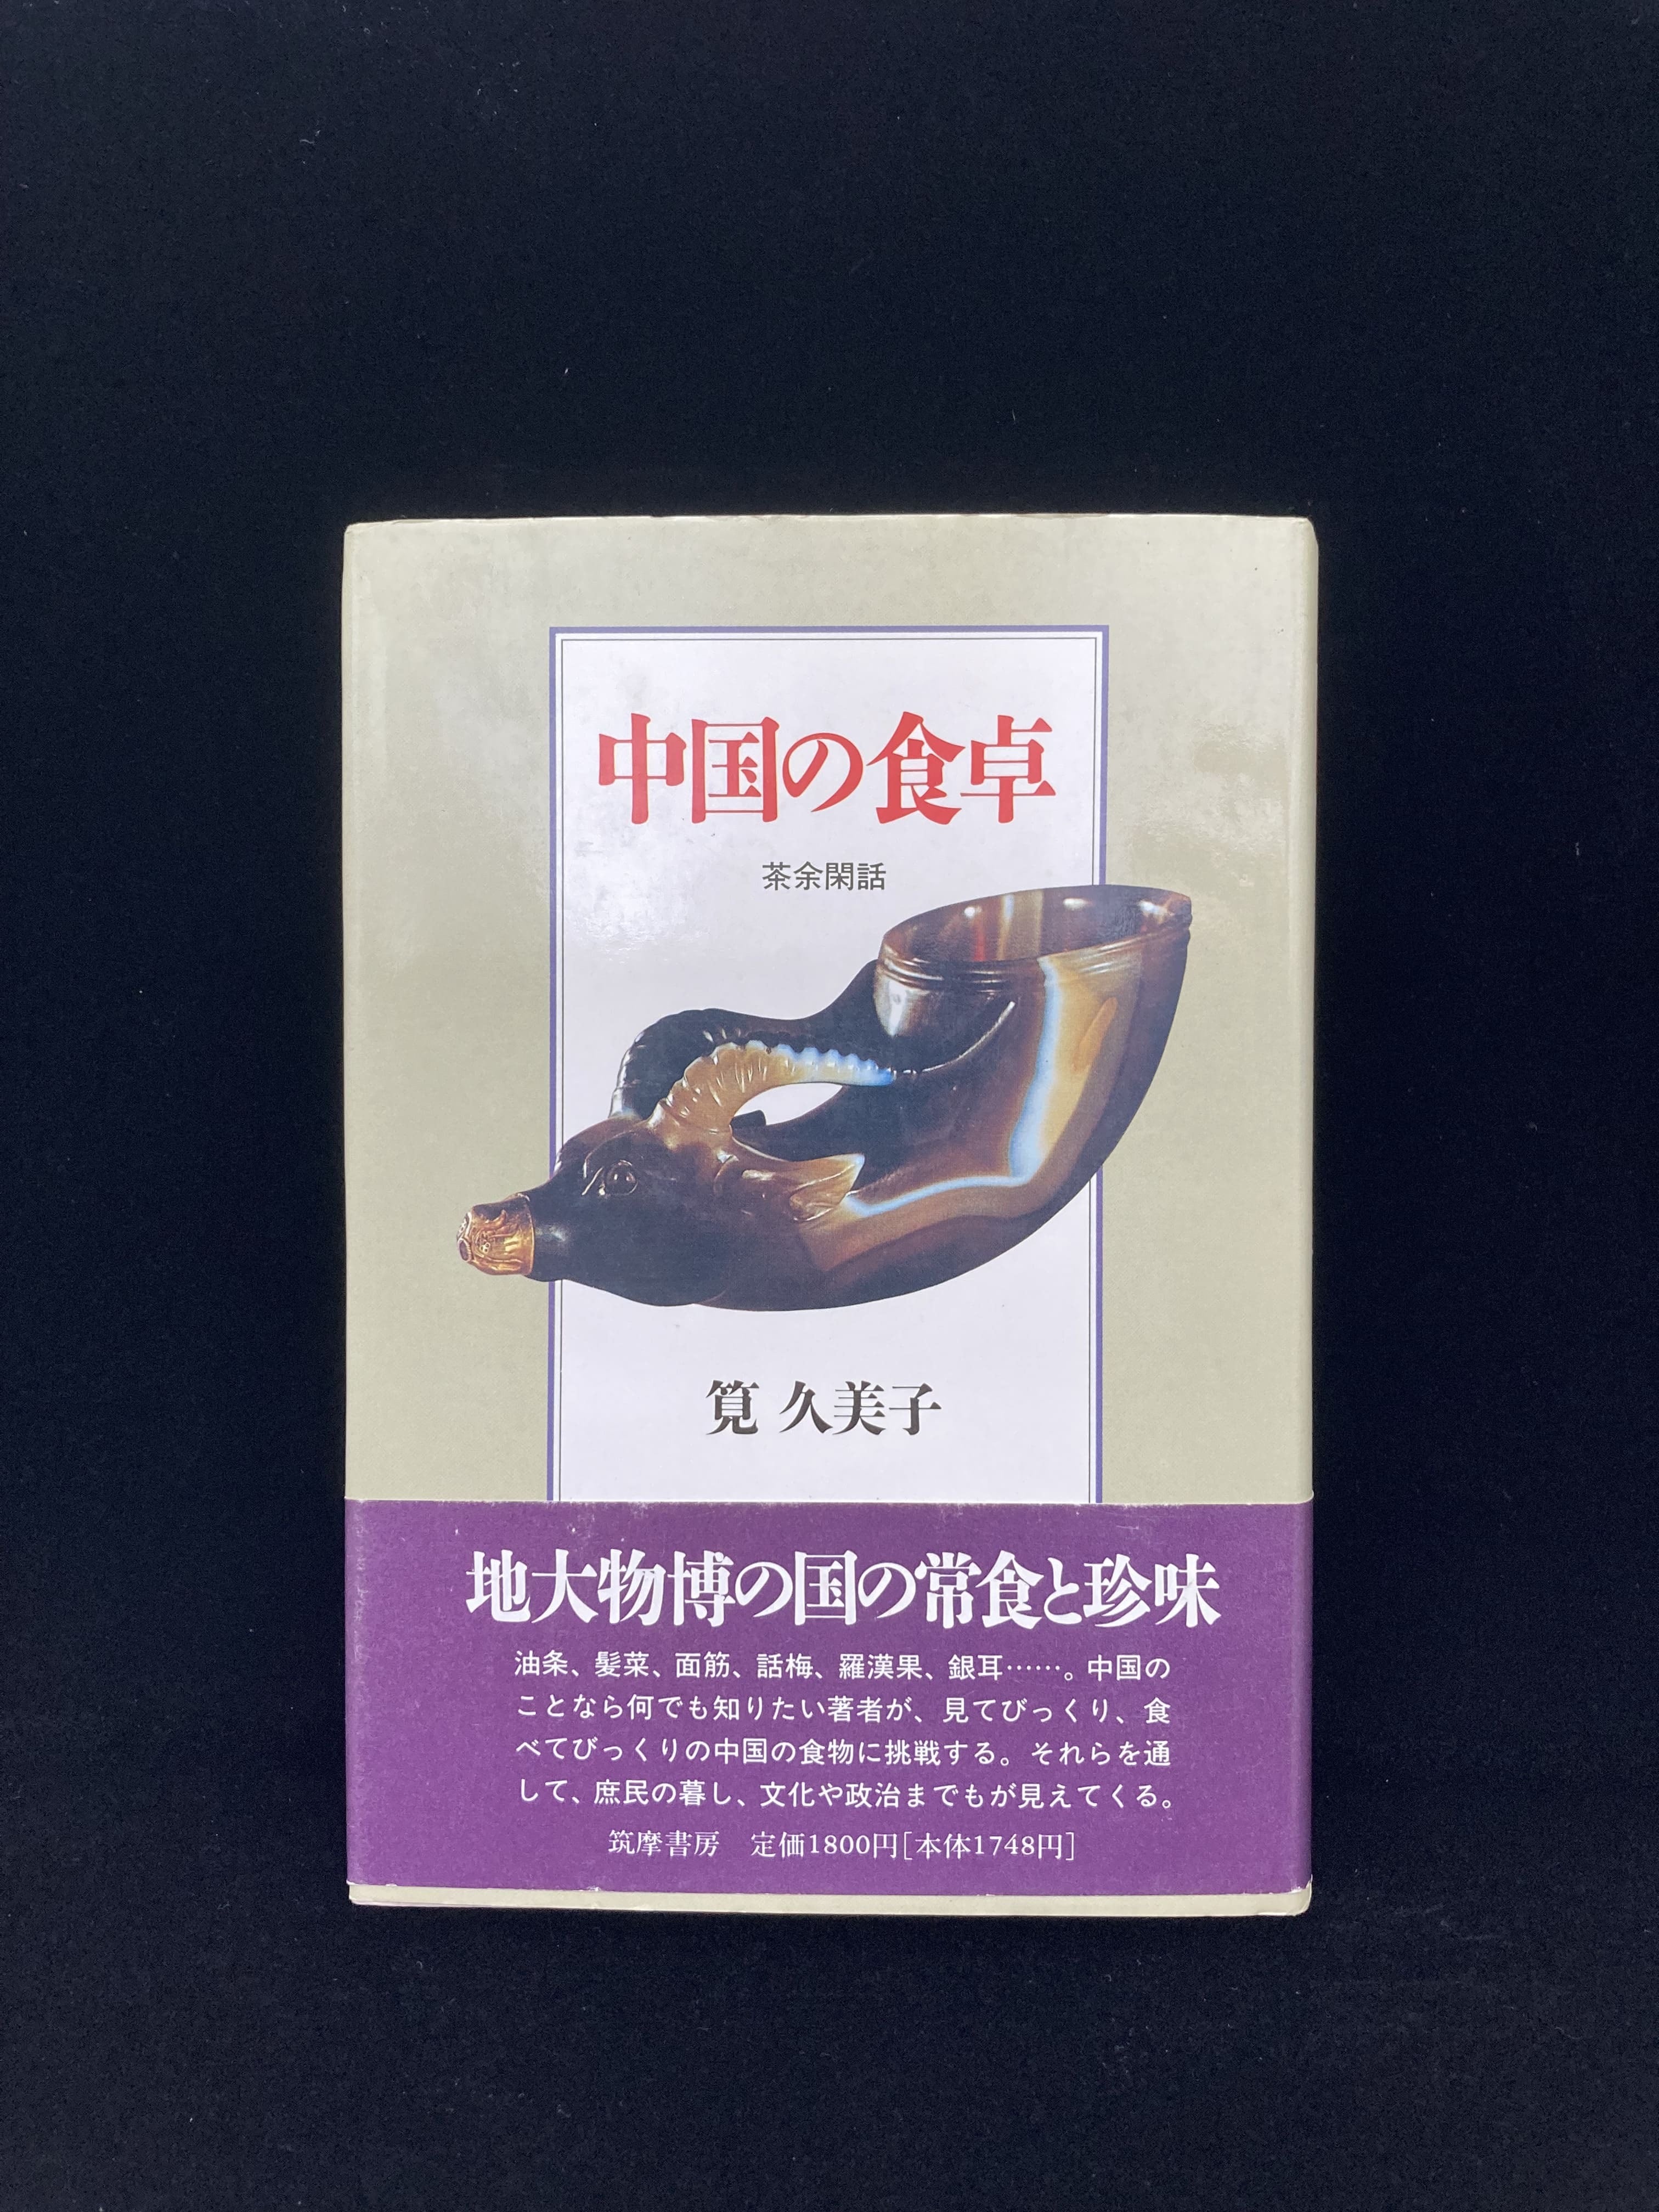 中国の食卓
茶余閑話
筧 久美子
地大物博の国の常食と珍味
油条、髪菜、面筋、話梅、羅漢果、銀耳……。中国の
ことなら何でも知りたい著者が、見てびっくり、食
べてびっくりの中国の食物に挑戦する。それらを通
して、庶民の暮し、文化や政治までもが見えてくる。
筑摩書房 定価1800円[本体1748円]